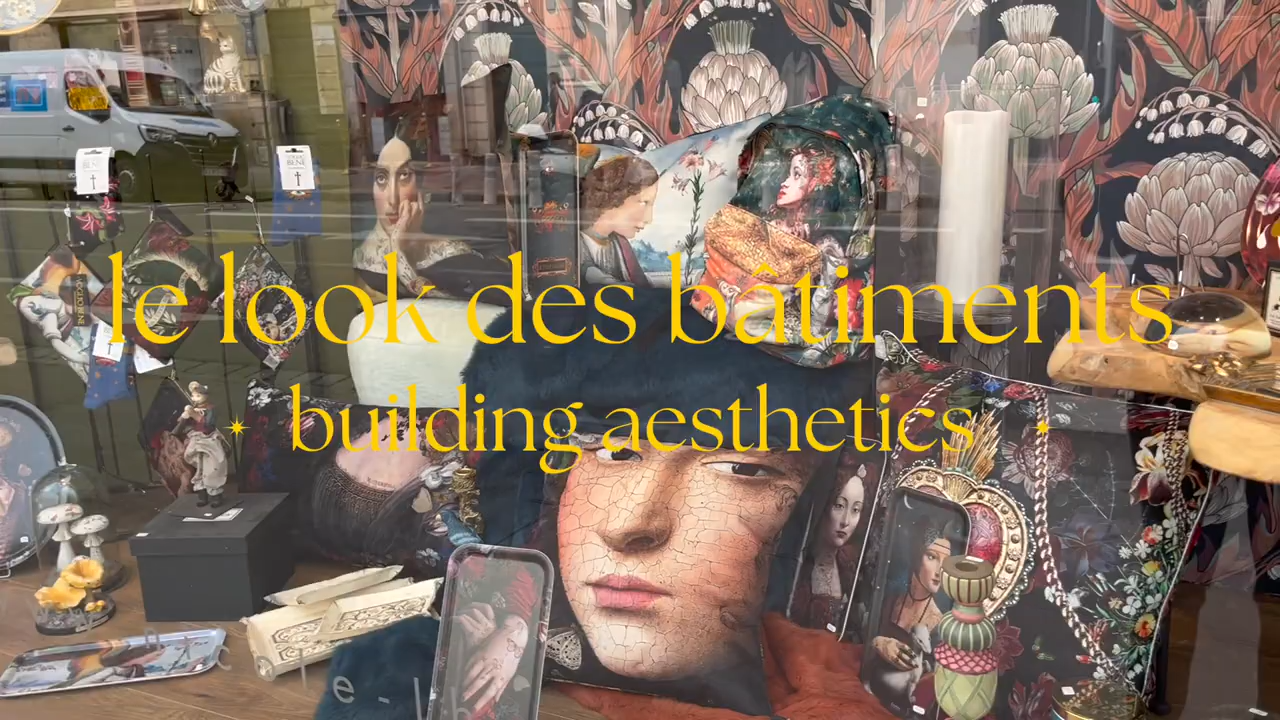 le look des bâtiments
building aesthetics
e - l